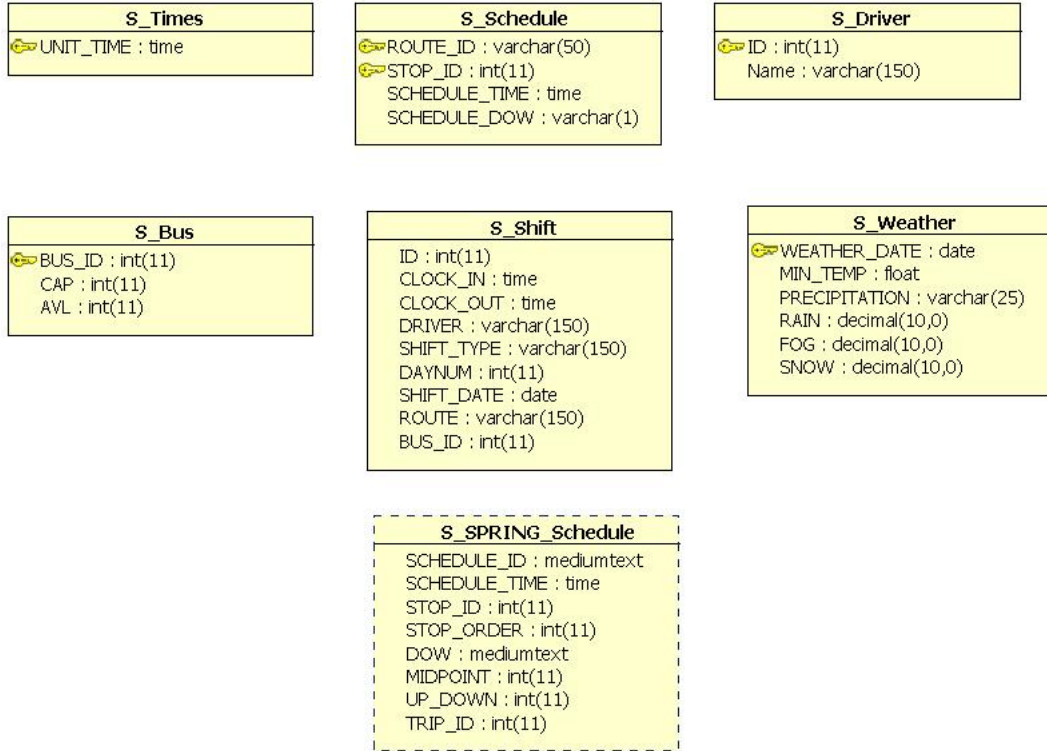 S_Times
UNIT_TIME : time
S_Schedule
ROUTE_ID : varchar(50)
STOP_ID : int(11)
SCHEDULE_TIME : time
SCHEDULE_DOW : varchar(1)
S_Driver
ID : int(11)
Name : varchar(150)
S_Bus
BUS_ID : int(11)
CAP : int(11)
AVL : int(11)
S_Shift
ID : int(11)
CLOCK_IN : time
CLOCK_OUT : time
DRIVER : varchar(150)
SHIFT_TYPE : varchar(150)
DAYNUM : int(11)
SHIFT_DATE : date
ROUTE : varchar(150)
BUS_ID : int(11)
S_Weather
WEATHER_DATE : date
MIN_TEMP : float
PRECIPITATION : varchar(25)
RAIN : decimal(10,0)
FOG : decimal(10,0)
SNOW : decimal(10,0)
S_SPRING_Schedule
SCHEDULE_ID : mediumtext
SCHEDULE_TIME : time
STOP_ID : int(11)
STOP_ORDER : int(11)
DOW : mediumtext
MIDPOINT : int(11)
UP_DOWN : int(11)
TRIP_ID : int(11)